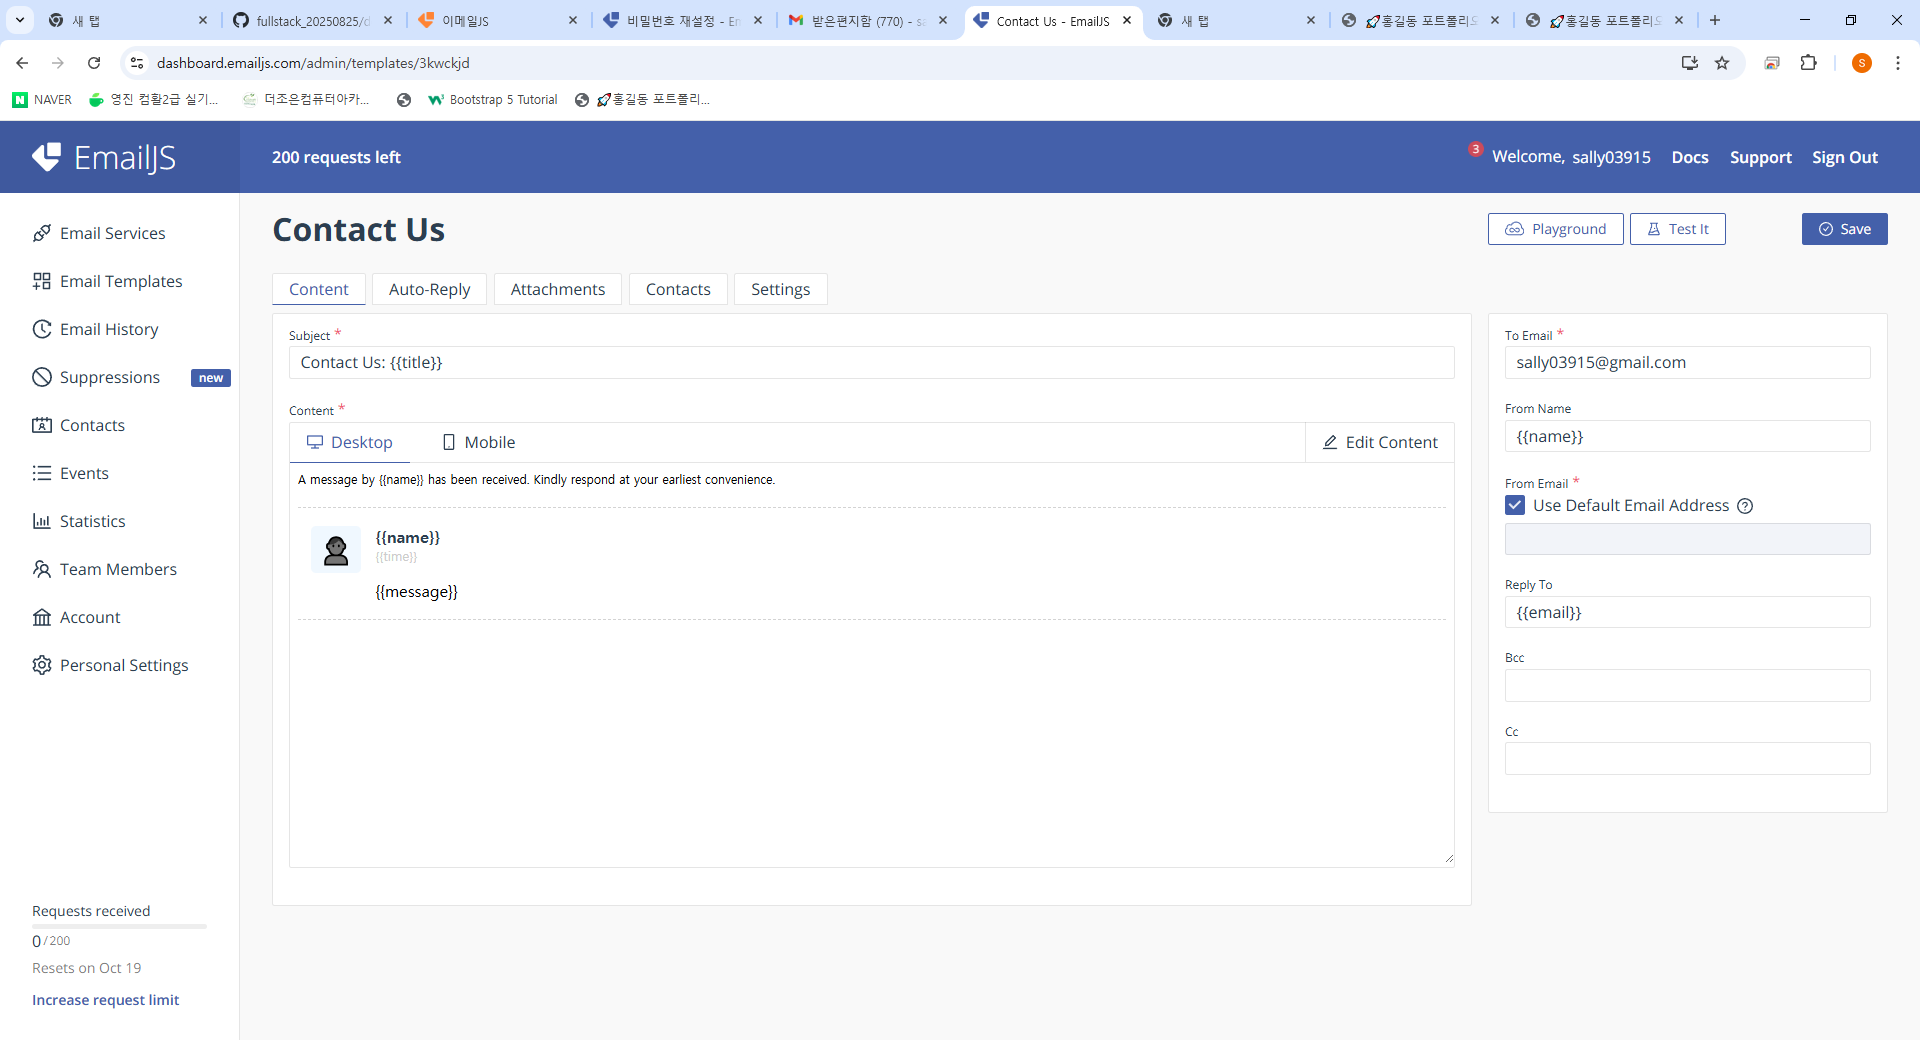 새 탭
fullstack_20250825/d
이메일JS
비밀번호 재설정 - Em
받은편지함 (770) - sa
Contact Us - EmailJS
새 탭
🚀홍길동 포트폴리오
🚀홍길동 포트폴리오
dashboard.emailjs.com/admin/templates/3kwckjd
S
NAVER
영진 컴활2급 실기...
더조은컴퓨터아카...
Bootstrap 5 Tutorial
🚀홍길동 포트폴리...
EmailJS
200 requests left
3
Welcome, sally03915
Docs
Support
Sign Out
Email Services
Email Templates
Email History
Suppressions
new
Contacts
Events
Statistics
Team Members
Account
Personal Settings
Requests received
0/200
Resets on Oct 19
Increase request limit
Contact Us
Playground
Test It
Save
Content
Auto-Reply
Attachments
Contacts
Settings
Subject *
Contact Us: {{title}}
Content *
Desktop
Mobile
Edit Content
A message by {{name}} has been received. Kindly respond at your earliest convenience.
{{name}}
{{time}}
{{message}}
To Email *
sally03915@gmail.com
From Name
{{name}}
From Email *
Use Default Email Address
Reply To
{{email}}
Bcc
Cc